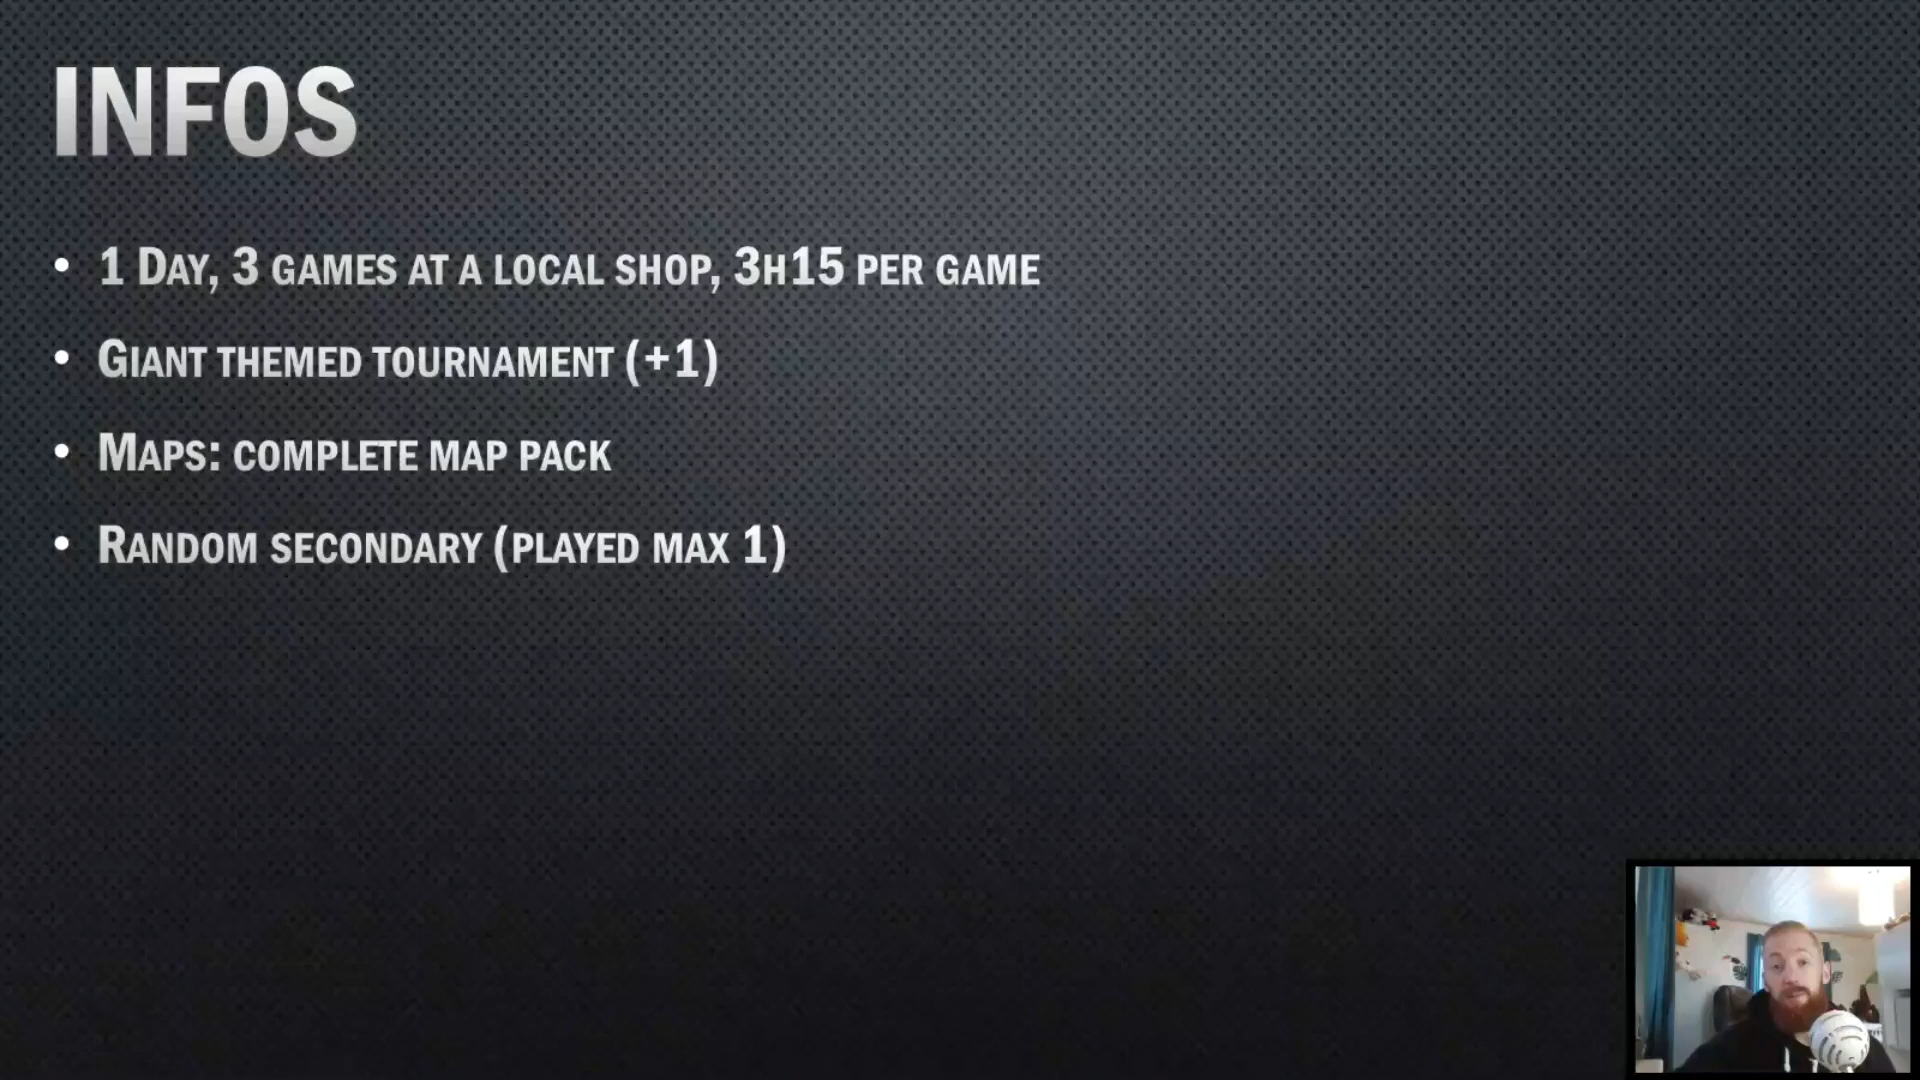 INFOS
• 1 DAY, 3 GAMES AT A LOCAL SHOP, 3H15 PER GAME
• GIANT THEMED TOURNAMENT (+1)
• MAPS: COMPLETE MAP PACK
• RANDOM SECONDARY (PLAYED MAX 1)